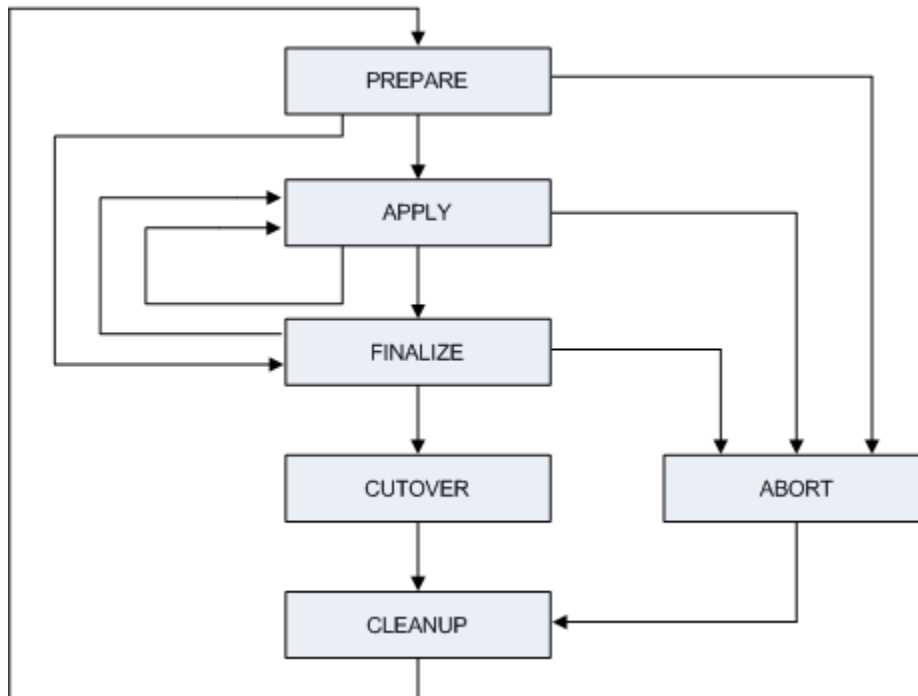 PREPARE
APPLY
FINALIZE
CUTOVER
ABORT
CLEANUP